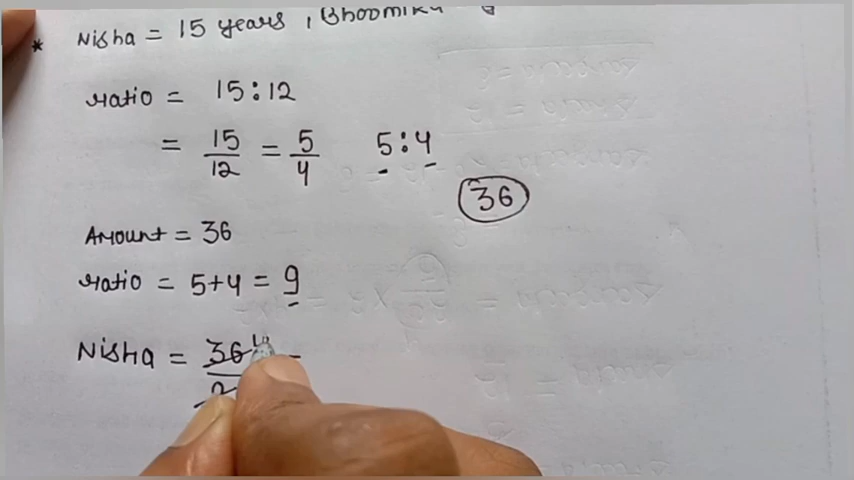 * Nisha = 15 years, Bhoomika
ratio = 15:12
= 15/12 = 5/4 5:4
36
Amount = 36
ratio = 5+4 = 9
Nisha = 36 4